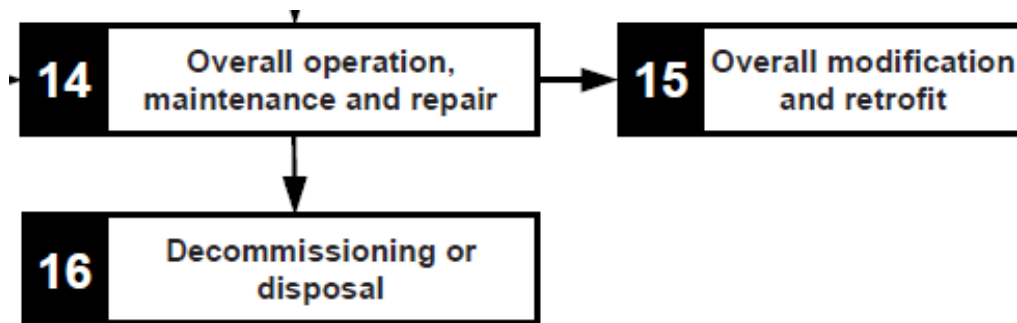 14
Overall operation,
maintenance and repair
15
Overall modification
and retrofit
16
Decommissioning or
disposal